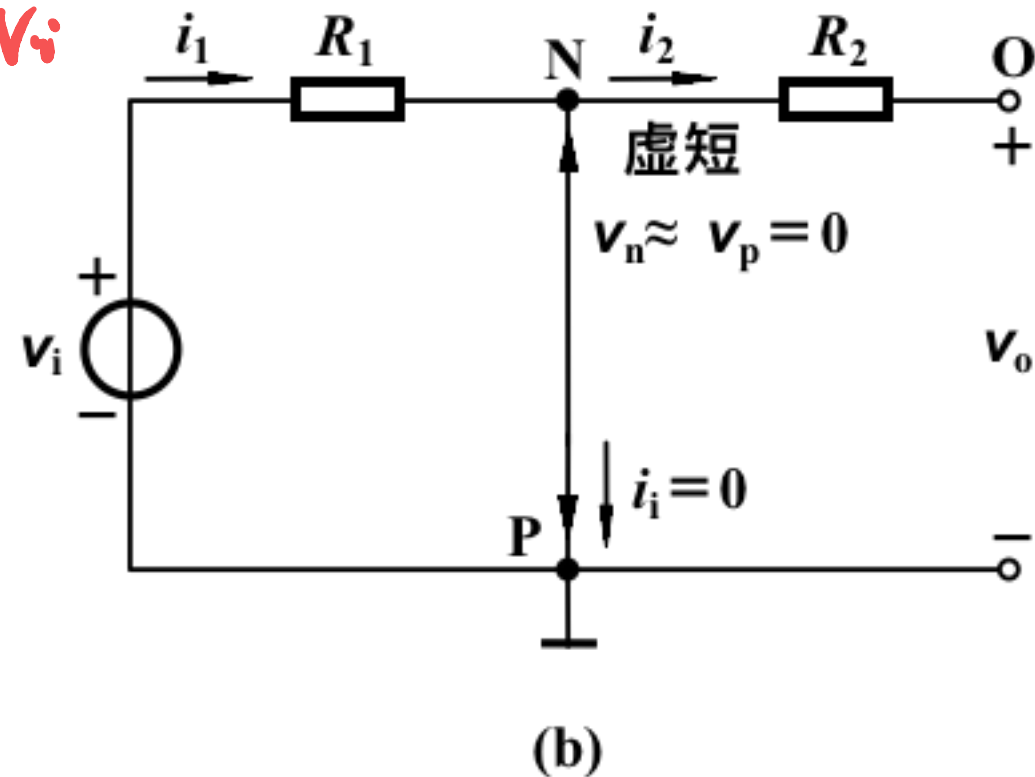 Vi
i₁ R₁ N i₂ R₂ O
+
虚短
vₙ≈ vₚ=0
+
vᵢ
−
vₒ
iᵢ=0
P
−
(b)